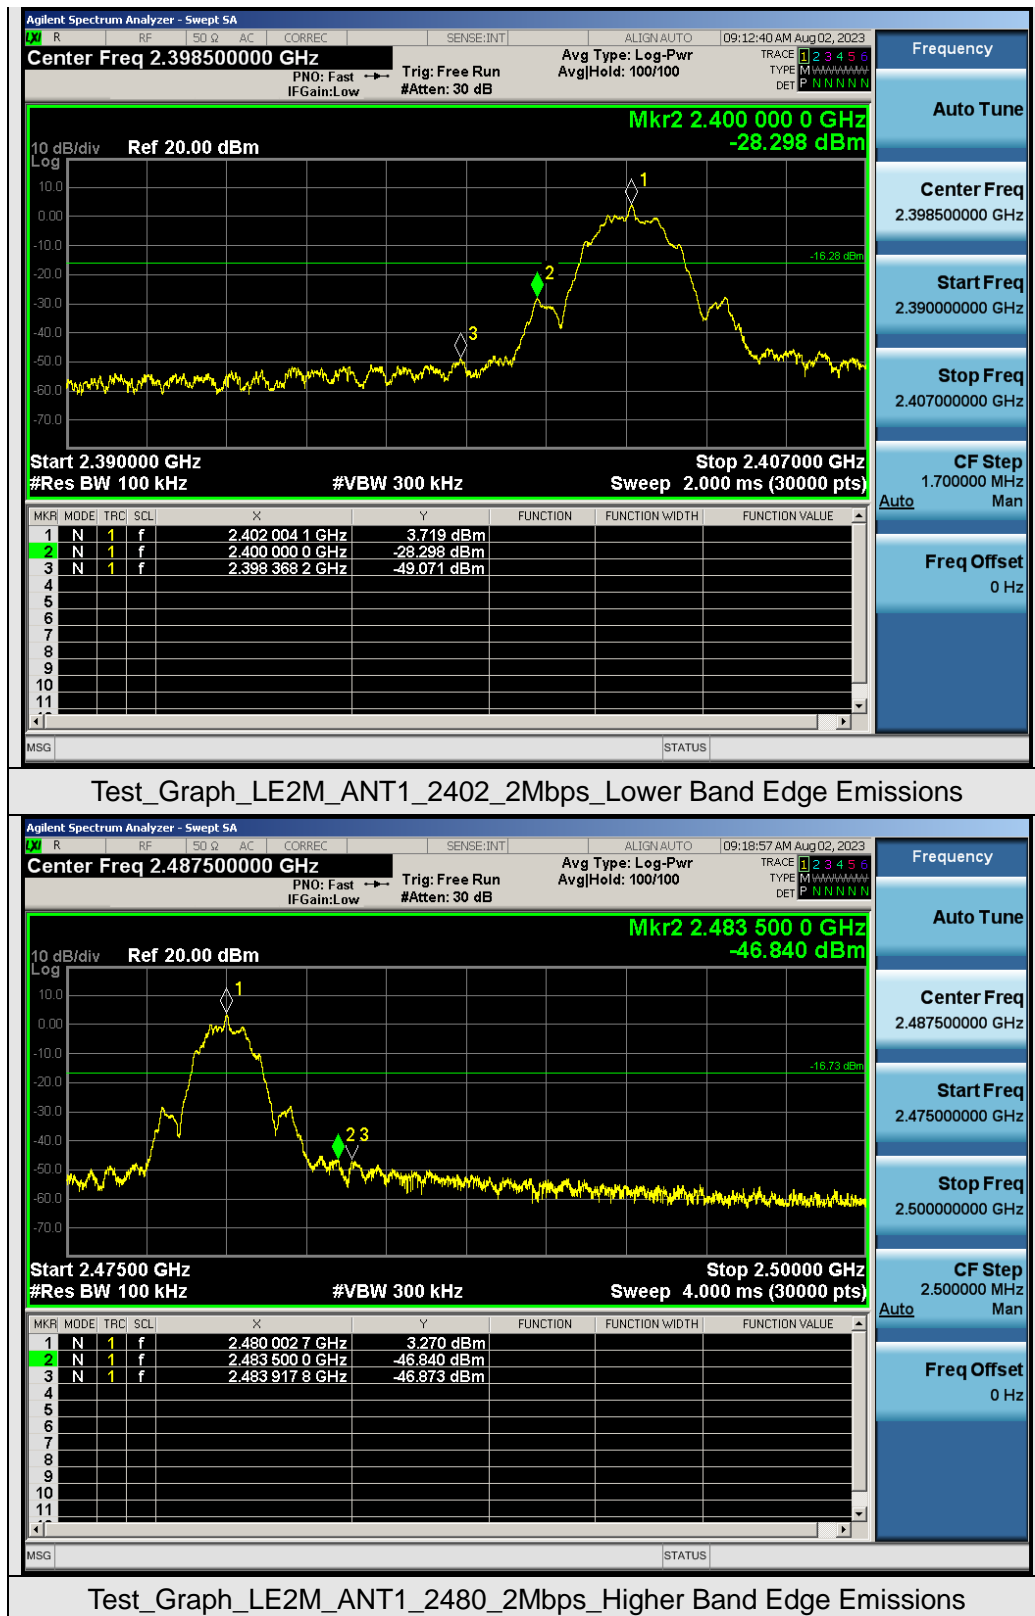 Agilent Spectrum Analyzer - Swept SA
LXI R RF 50 Ω AC CORREC SENSE:INT ALIGN AUTO 09:12:40 AM Aug 02, 2023
Center Freq 2.398500000 GHz
PNO: Fast
IFGain:Low
Trig: Free Run
#Atten: 30 dB
Avg Type: Log-Pwr
Avg|Hold: 100/100
TRACE 1 2 3 4 5 6
TYPE M W W W W W
DET P N N N N N
Frequency
Auto Tune
Mkr2 2.400 000 0 GHz
-28.298 dBm
10 dB/div Ref 20.00 dBm
Log
10.0
0.00
-10.0
-20.0
-30.0
-40.0
-50.0
-60.0
-70.0
1
2
3
-16.28 dBm
Start 2.390000 GHz Stop 2.407000 GHz
#Res BW 100 kHz #VBW 300 kHz Sweep 2.000 ms (30000 pts)
Center Freq
2.398500000 GHz
Start Freq
2.390000000 GHz
Stop Freq
2.407000000 GHz
CF Step
1.700000 MHz
Auto Man
Freq Offset
0 Hz
MKR MODE TRC SCL X Y FUNCTION FUNCTION WIDTH FUNCTION VALUE
1 N 1 f 2.402 004 1 GHz 3.719 dBm
2 N 1 f 2.400 000 0 GHz -28.298 dBm
3 N 1 f 2.398 368 2 GHz -49.071 dBm
4
5
6
7
8
9
10
11
MSG STATUS
Test_Graph_LE2M_ANT1_2402_2Mbps_Lower Band Edge Emissions
Agilent Spectrum Analyzer - Swept SA
LXI R RF 50 Ω AC CORREC SENSE:INT ALIGN AUTO 09:18:57 AM Aug 02, 2023
Center Freq 2.487500000 GHz
PNO: Fast
IFGain:Low
Trig: Free Run
#Atten: 30 dB
Avg Type: Log-Pwr
Avg|Hold: 100/100
TRACE 1 2 3 4 5 6
TYPE M W W W W W
DET P N N N N N
Frequency
Auto Tune
Mkr2 2.483 500 0 GHz
-46.840 dBm
10 dB/div Ref 20.00 dBm
Log
10.0
0.00
-10.0
-20.0
-30.0
-40.0
-50.0
-60.0
-70.0
1
2 3
-16.73 dBm
Start 2.47500 GHz Stop 2.50000 GHz
#Res BW 100 kHz #VBW 300 kHz Sweep 4.000 ms (30000 pts)
Center Freq
2.487500000 GHz
Start Freq
2.475000000 GHz
Stop Freq
2.500000000 GHz
CF Step
2.500000 MHz
Auto Man
Freq Offset
0 Hz
MKR MODE TRC SCL X Y FUNCTION FUNCTION WIDTH FUNCTION VALUE
1 N 1 f 2.480 002 7 GHz 3.270 dBm
2 N 1 f 2.483 500 0 GHz -46.840 dBm
3 N 1 f 2.483 917 8 GHz -46.873 dBm
4
5
6
7
8
9
10
11
MSG STATUS
Test_Graph_LE2M_ANT1_2480_2Mbps_Higher Band Edge Emissions